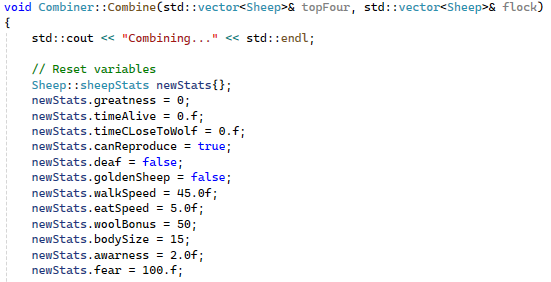 void Combiner::Combine(std::vector<Sheep>& topFour, std::vector<Sheep>& flock)
{
    std::cout << "Combining..." << std::endl;

    // Reset variables
    Sheep::sheepStats newStats{};
    newStats.greatness = 0;
    newStats.timeAlive = 0.f;
    newStats.timeCLoseToWolf = 0.f;
    newStats.canReproduce = true;
    newStats.deaf = false;
    newStats.goldenSheep = false;
    newStats.walkSpeed = 45.0f;
    newStats.eatSpeed = 5.0f;
    newStats.woolBonus = 50;
    newStats.bodySize = 15;
    newStats.awarness = 2.0f;
    newStats.fear = 100.f;